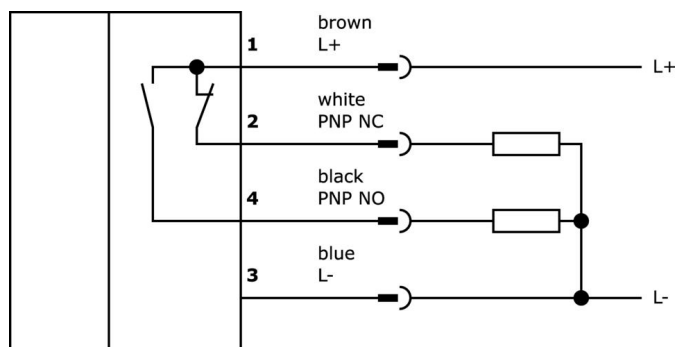 brown
1 L+ L+
white
2 PNP NC
black
4 PNP NO
blue
3 L- L-